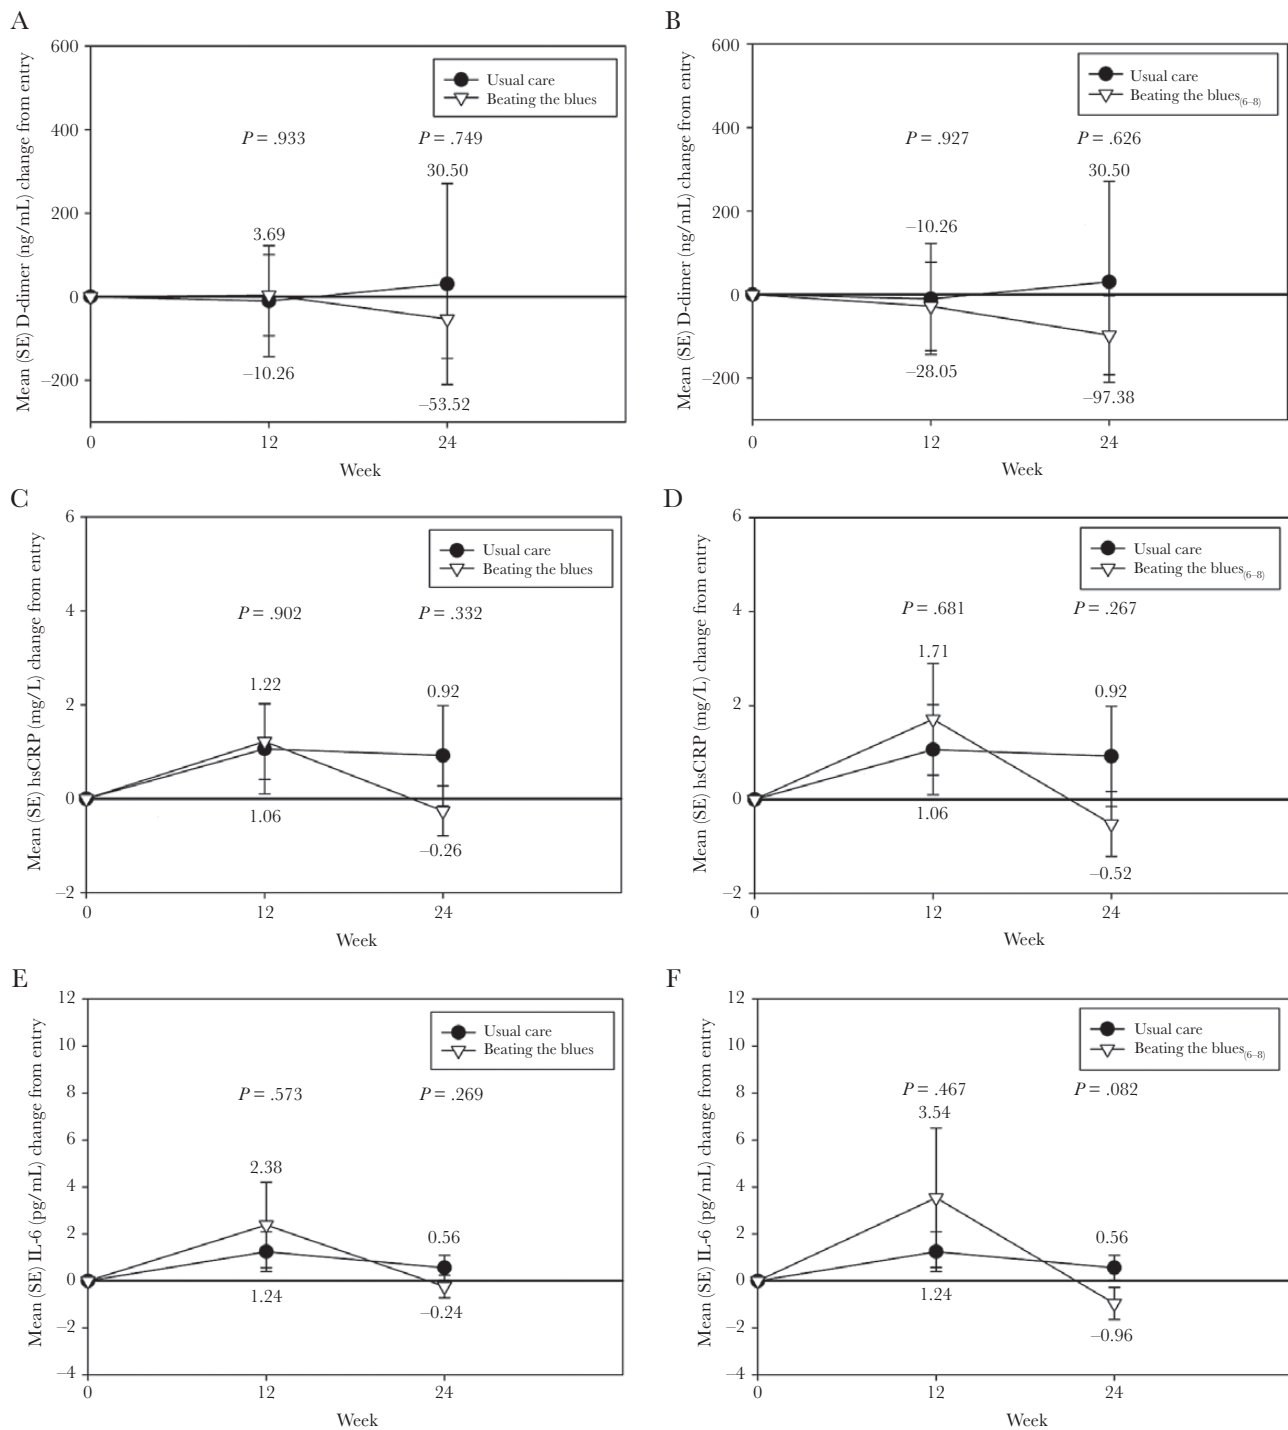 A
Mean (SE) D-dimer (ng/mL) change from entry
600
400
200
0
–200
Usual care
Beating the blues
P = .933
P = .749
30.50
3.69
–10.26
–53.52
0
12
24
Week
B
Mean (SE) D-dimer (ng/mL) change from entry
600
400
200
0
–200
Usual care
Beating the blues(6–8)
P = .927
P = .626
30.50
–10.26
–28.05
–97.38
0
12
24
Week
C
Mean (SE) hsCRP (mg/L) change from entry
6
4
2
0
–2
Usual care
Beating the blues
P = .902
P = .332
1.22
0.92
1.06
–0.26
0
12
24
Week
D
Mean (SE) hsCRP (mg/L) change from entry
6
4
2
0
–2
Usual care
Beating the blues(6–8)
P = .681
P = .267
1.71
0.92
1.06
–0.52
0
12
24
Week
E
Mean (SE) IL-6 (pg/mL) change from entry
12
10
8
6
4
2
0
–2
–4
Usual care
Beating the blues
P = .573
P = .269
2.38
0.56
1.24
–0.24
0
12
24
Week
F
Mean (SE) IL-6 (pg/mL) change from entry
12
10
8
6
4
2
0
–2
–4
Usual care
Beating the blues(6–8)
P = .467
P = .082
3.54
0.56
1.24
–0.96
0
12
24
Week